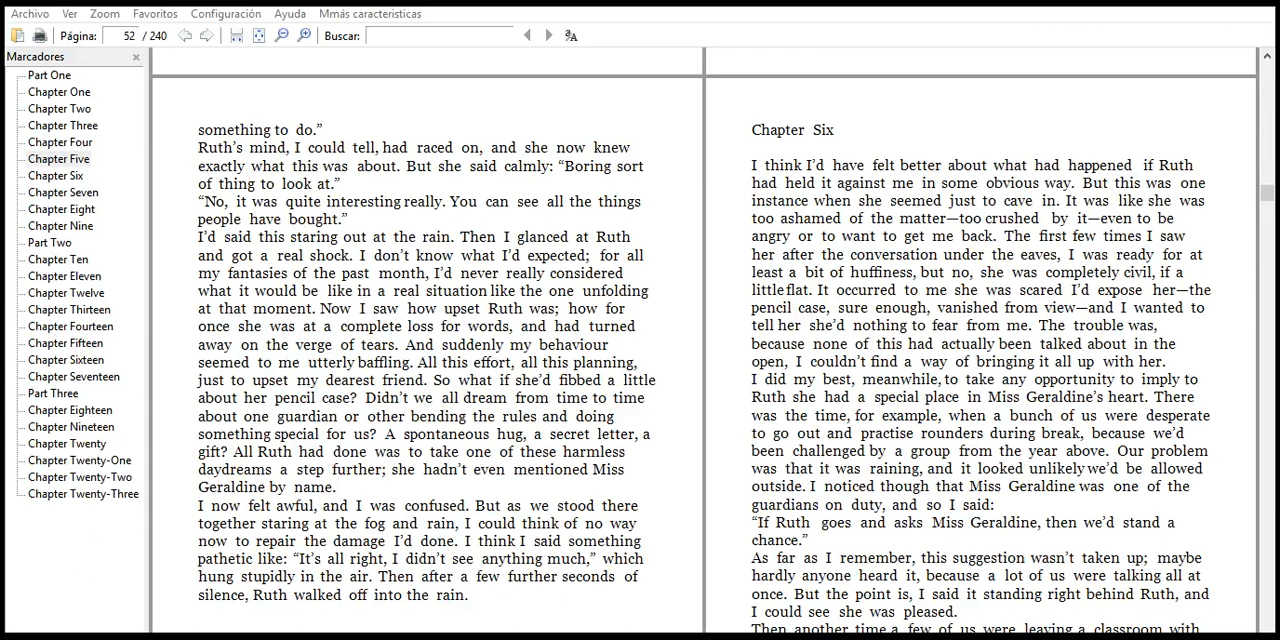 Archivo Ver Zoom Favoritos Configuración Ayuda Mmás caracteristicas
Página: 52 / 240 Buscar:
Marcadores
Part One
Chapter One
Chapter Two
Chapter Three
Chapter Four
Chapter Five
Chapter Six
Chapter Seven
Chapter Eight
Chapter Nine
Part Two
Chapter Ten
Chapter Eleven
Chapter Twelve
Chapter Thirteen
Chapter Fourteen
Chapter Fifteen
Chapter Sixteen
Chapter Seventeen
Part Three
Chapter Eighteen
Chapter Nineteen
Chapter Twenty
Chapter Twenty-One
Chapter Twenty-Two
Chapter Twenty-Three
something to do.”
Ruth’s mind, I could tell, had raced on, and she now knew
exactly what this was about. But she said calmly: “Boring sort
of thing to look at.”
“No, it was quite interesting really. You can see all the things
people have bought.”
I’d said this staring out at the rain. Then I glanced at Ruth
and got a real shock. I don’t know what I’d expected; for all
my fantasies of the past month, I’d never really considered
what it would be like in a real situation like the one unfolding
at that moment. Now I saw how upset Ruth was; how for
once she was at a complete loss for words, and had turned
away on the verge of tears. And suddenly my behaviour
seemed to me utterly baffling. All this effort, all this planning,
just to upset my dearest friend. So what if she’d fibbed a little
about her pencil case? Didn’t we all dream from time to time
about one guardian or other bending the rules and doing
something special for us? A spontaneous hug, a secret letter, a
gift? All Ruth had done was to take one of these harmless
daydreams a step further; she hadn’t even mentioned Miss
Geraldine by name.
I now felt awful, and I was confused. But as we stood there
together staring at the fog and rain, I could think of no way
now to repair the damage I’d done. I think I said something
pathetic like: “It’s all right, I didn’t see anything much,” which
hung stupidly in the air. Then after a few further seconds of
silence, Ruth walked off into the rain.
Chapter Six
I think I’d have felt better about what had happened if Ruth
had held it against me in some obvious way. But this was one
instance when she seemed just to cave in. It was like she was
too ashamed of the matter—too crushed by it—even to be
angry or to want to get me back. The first few times I saw
her after the conversation under the eaves, I was ready for at
least a bit of huffiness, but no, she was completely civil, if a
little flat. It occurred to me she was scared I’d expose her—the
pencil case, sure enough, vanished from view—and I wanted to
tell her she’d nothing to fear from me. The trouble was,
because none of this had actually been talked about in the
open, I couldn’t find a way of bringing it all up with her.
I did my best, meanwhile, to take any opportunity to imply to
Ruth she had a special place in Miss Geraldine’s heart. There
was the time, for example, when a bunch of us were desperate
to go out and practise rounders during break, because we’d
been challenged by a group from the year above. Our problem
was that it was raining, and it looked unlikely we’d be allowed
outside. I noticed though that Miss Geraldine was one of the
guardians on duty, and so I said:
“If Ruth goes and asks Miss Geraldine, then we’d stand a
chance.”
As far as I remember, this suggestion wasn’t taken up; maybe
hardly anyone heard it, because a lot of us were talking all at
once. But the point is, I said it standing right behind Ruth, and
I could see she was pleased.
Then another time a few of us were leaving a classroom with